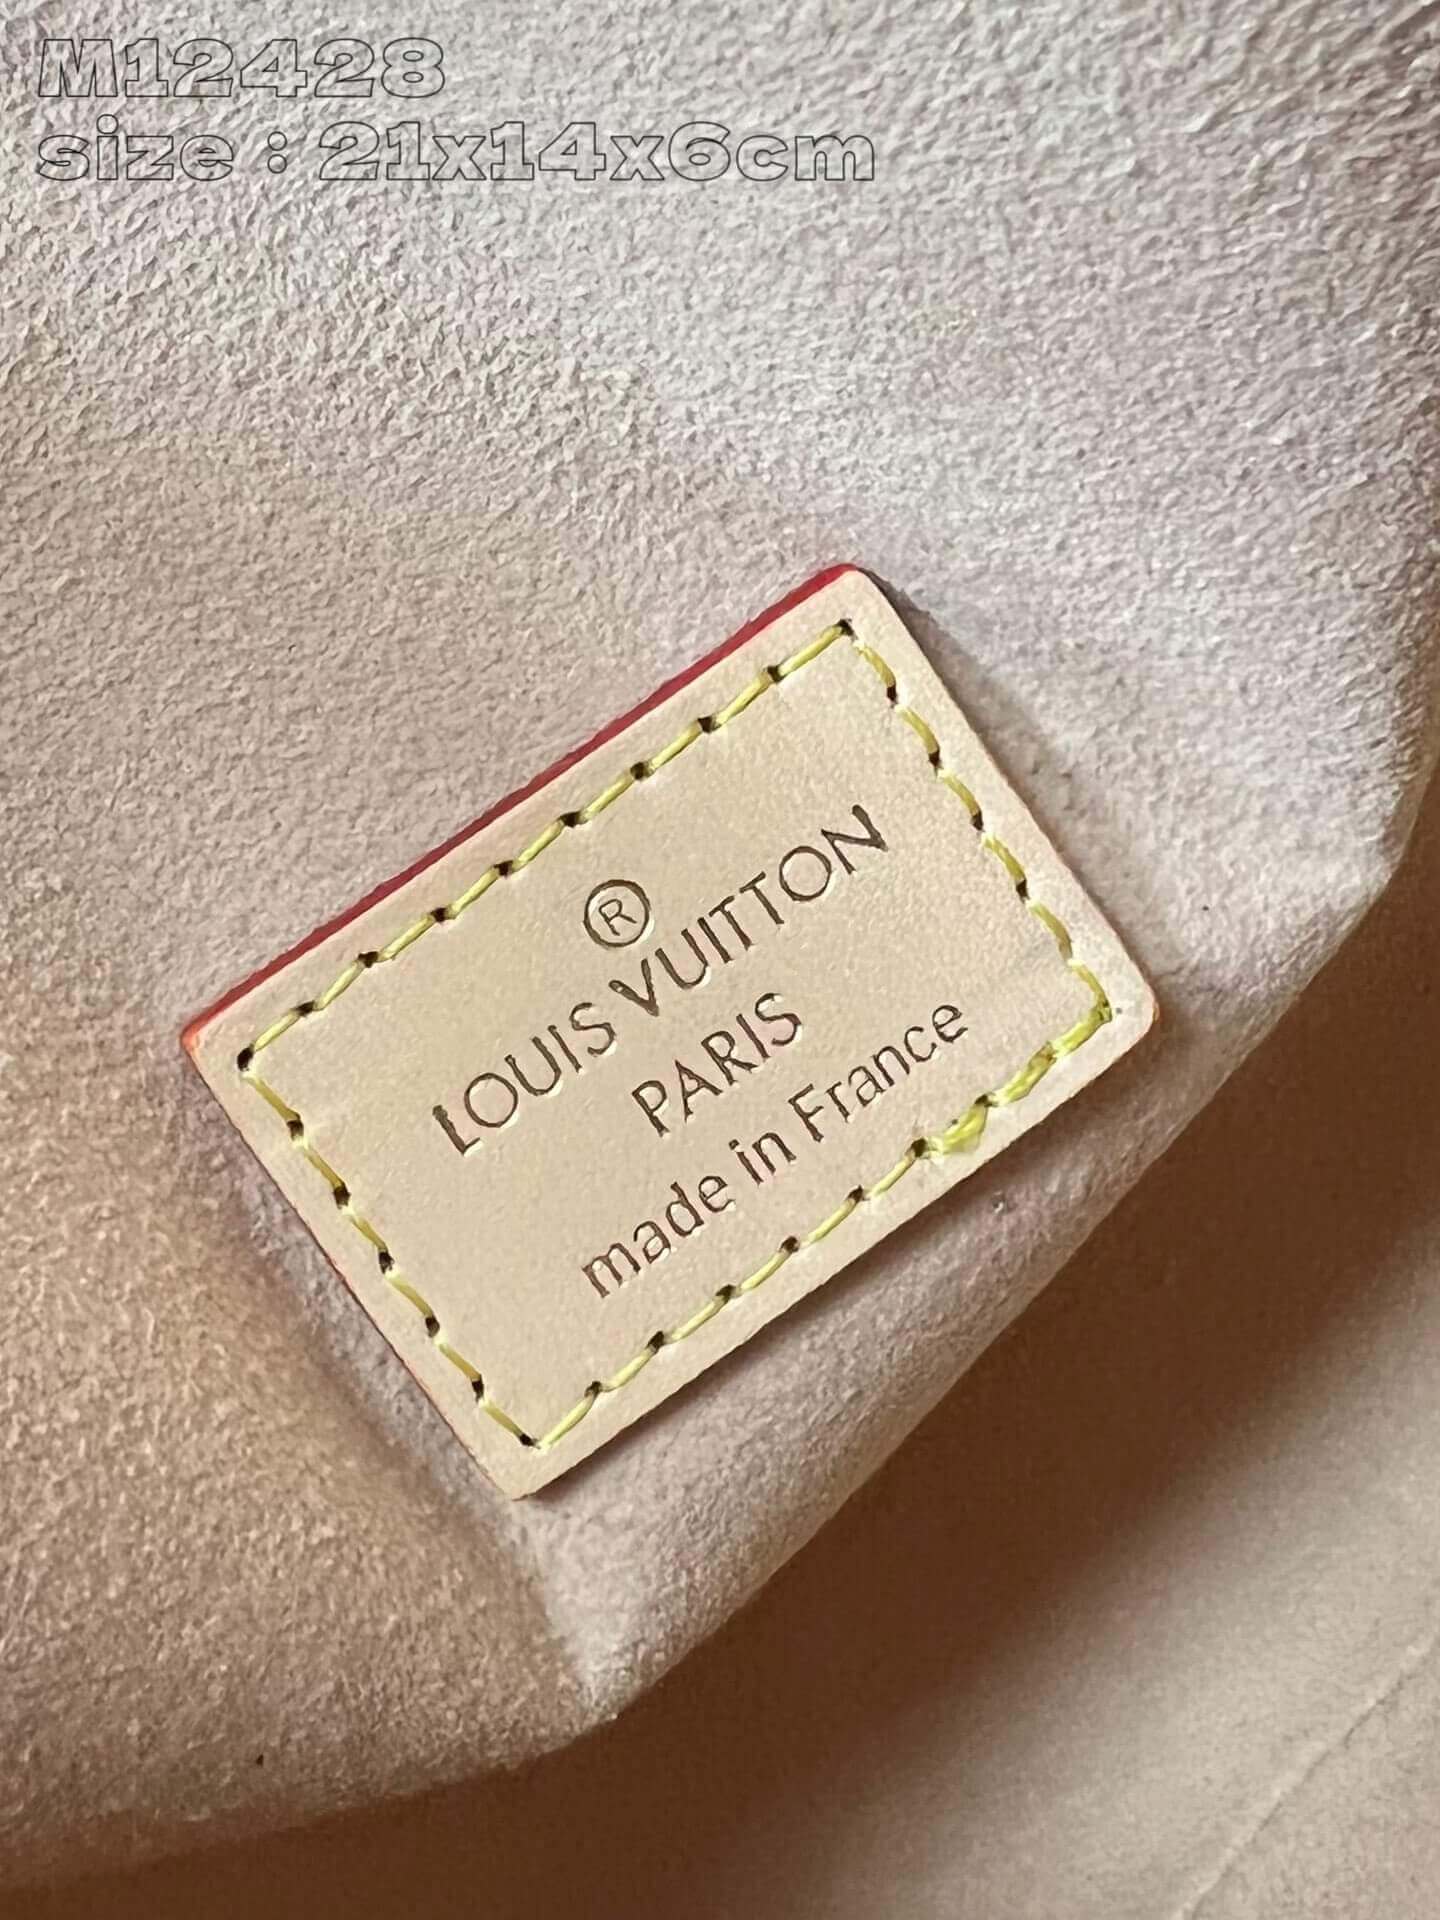 M12428
size : 21x14x6cm
®
LOUIS VUITTON
PARIS
made in France